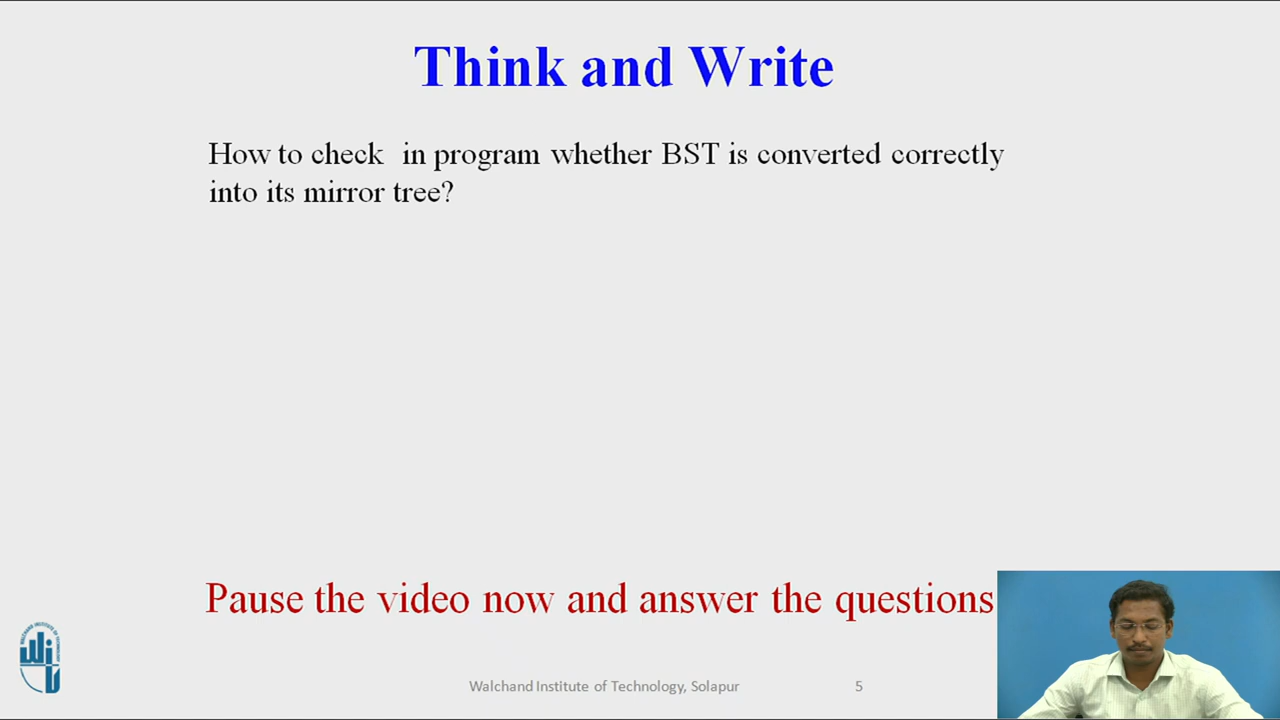 Think and Write
How to check in program whether BST is converted correctly
into its mirror tree?
Pause the video now and answer the questions
Walchand Institute of Technology, Solapur 5